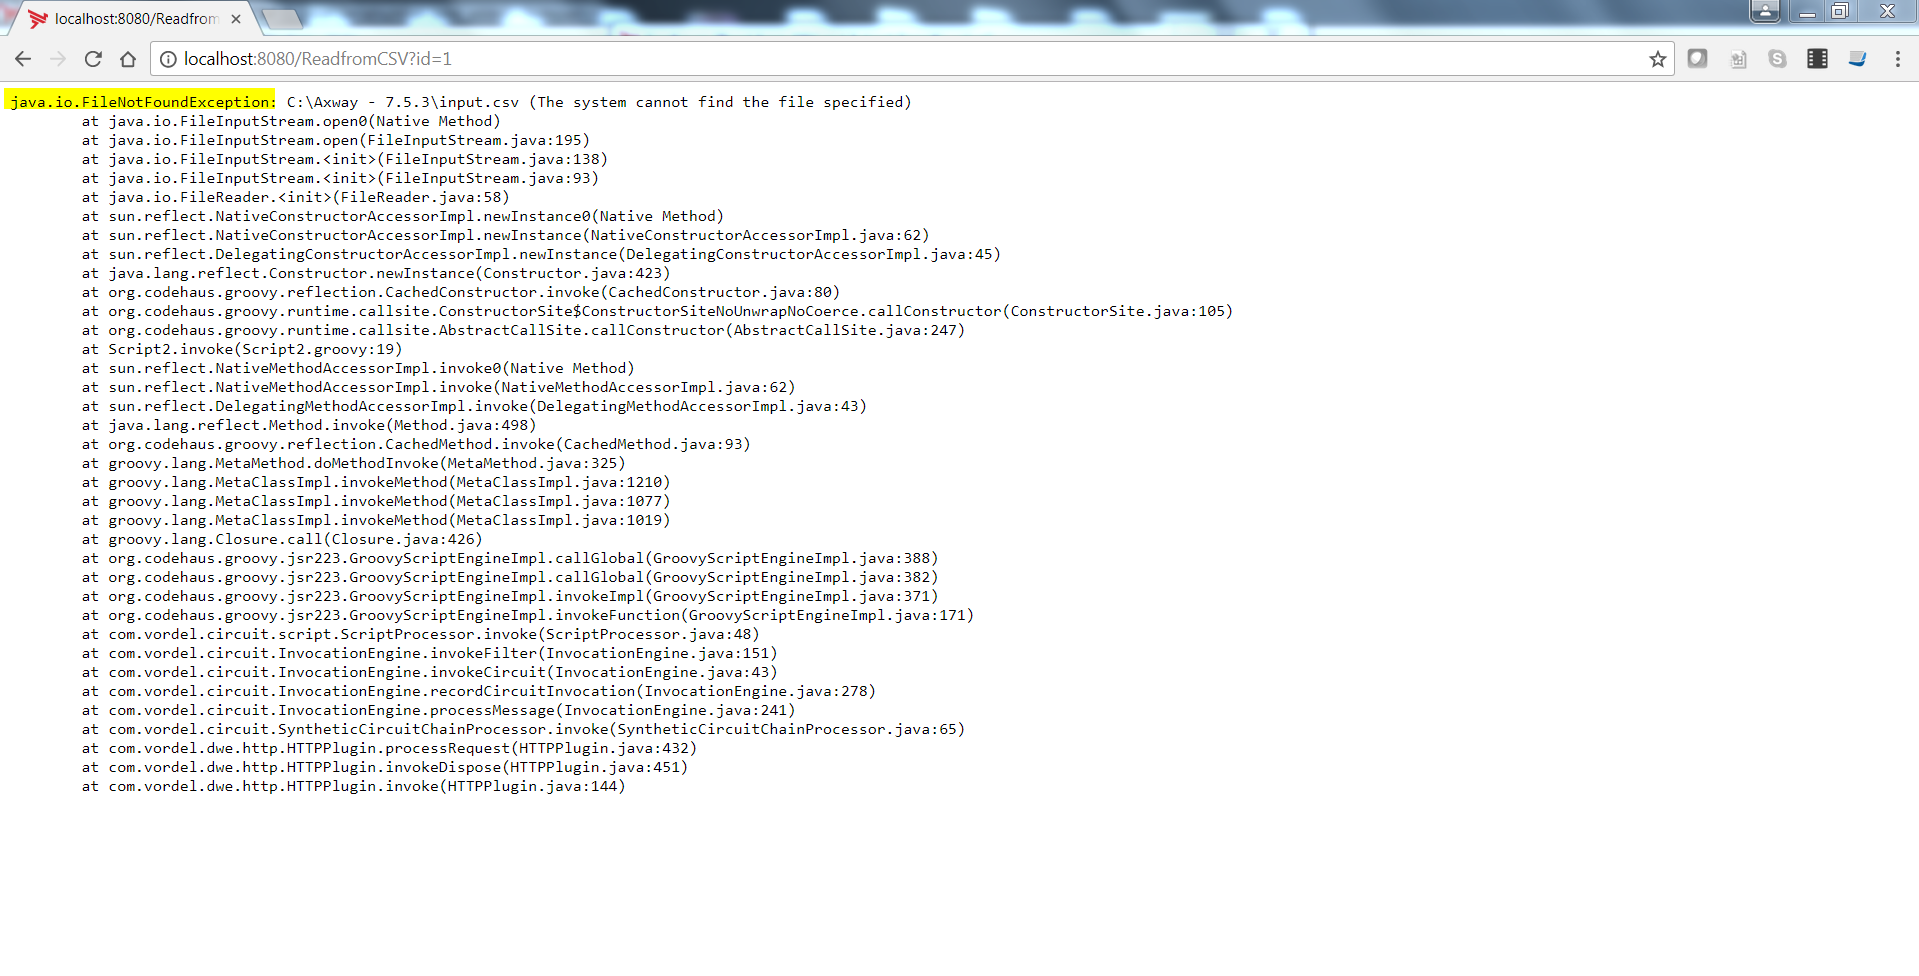 localhost:8080/Readfrom
localhost:8080/ReadfromCSV?id=1
java.io.FileNotFoundException: C:\Axway - 7.5.3\input.csv (The system cannot find the file specified)
at java.io.FileInputStream.open0(Native Method)
at java.io.FileInputStream.open(FileInputStream.java:195)
at java.io.FileInputStream.<init>(FileInputStream.java:138)
at java.io.FileInputStream.<init>(FileInputStream.java:93)
at java.io.FileReader.<init>(FileReader.java:58)
at sun.reflect.NativeConstructorAccessorImpl.newInstance0(Native Method)
at sun.reflect.NativeConstructorAccessorImpl.newInstance(NativeConstructorAccessorImpl.java:62)
at sun.reflect.DelegatingConstructorAccessorImpl.newInstance(DelegatingConstructorAccessorImpl.java:45)
at java.lang.reflect.Constructor.newInstance(Constructor.java:423)
at org.codehaus.groovy.reflection.CachedConstructor.invoke(CachedConstructor.java:80)
at org.codehaus.groovy.runtime.callsite.ConstructorSite$ConstructorSiteNoUnwrapNoCoerce.callConstructor(ConstructorSite.java:105)
at org.codehaus.groovy.runtime.callsite.AbstractCallSite.callConstructor(AbstractCallSite.java:247)
at Script2.invoke(Script2.groovy:19)
at sun.reflect.NativeMethodAccessorImpl.invoke0(Native Method)
at sun.reflect.NativeMethodAccessorImpl.invoke(NativeMethodAccessorImpl.java:62)
at sun.reflect.DelegatingMethodAccessorImpl.invoke(DelegatingMethodAccessorImpl.java:43)
at java.lang.reflect.Method.invoke(Method.java:498)
at org.codehaus.groovy.reflection.CachedMethod.invoke(CachedMethod.java:93)
at groovy.lang.MetaMethod.doMethodInvoke(MetaMethod.java:325)
at groovy.lang.MetaClassImpl.invokeMethod(MetaClassImpl.java:1210)
at groovy.lang.MetaClassImpl.invokeMethod(MetaClassImpl.java:1077)
at groovy.lang.MetaClassImpl.invokeMethod(MetaClassImpl.java:1019)
at groovy.lang.Closure.call(Closure.java:426)
at org.codehaus.groovy.jsr223.GroovyScriptEngineImpl.callGlobal(GroovyScriptEngineImpl.java:388)
at org.codehaus.groovy.jsr223.GroovyScriptEngineImpl.callGlobal(GroovyScriptEngineImpl.java:382)
at org.codehaus.groovy.jsr223.GroovyScriptEngineImpl.invokeImpl(GroovyScriptEngineImpl.java:371)
at org.codehaus.groovy.jsr223.GroovyScriptEngineImpl.invokeFunction(GroovyScriptEngineImpl.java:171)
at com.vordel.circuit.script.ScriptProcessor.invoke(ScriptProcessor.java:48)
at com.vordel.circuit.InvocationEngine.invokeFilter(InvocationEngine.java:151)
at com.vordel.circuit.InvocationEngine.invokeCircuit(InvocationEngine.java:43)
at com.vordel.circuit.InvocationEngine.recordCircuitInvocation(InvocationEngine.java:278)
at com.vordel.circuit.InvocationEngine.processMessage(InvocationEngine.java:241)
at com.vordel.circuit.SyntheticCircuitChainProcessor.invoke(SyntheticCircuitChainProcessor.java:65)
at com.vordel.dwe.http.HTTPPlugin.processRequest(HTTPPlugin.java:432)
at com.vordel.dwe.http.HTTPPlugin.invokeDispose(HTTPPlugin.java:451)
at com.vordel.dwe.http.HTTPPlugin.invoke(HTTPPlugin.java:144)